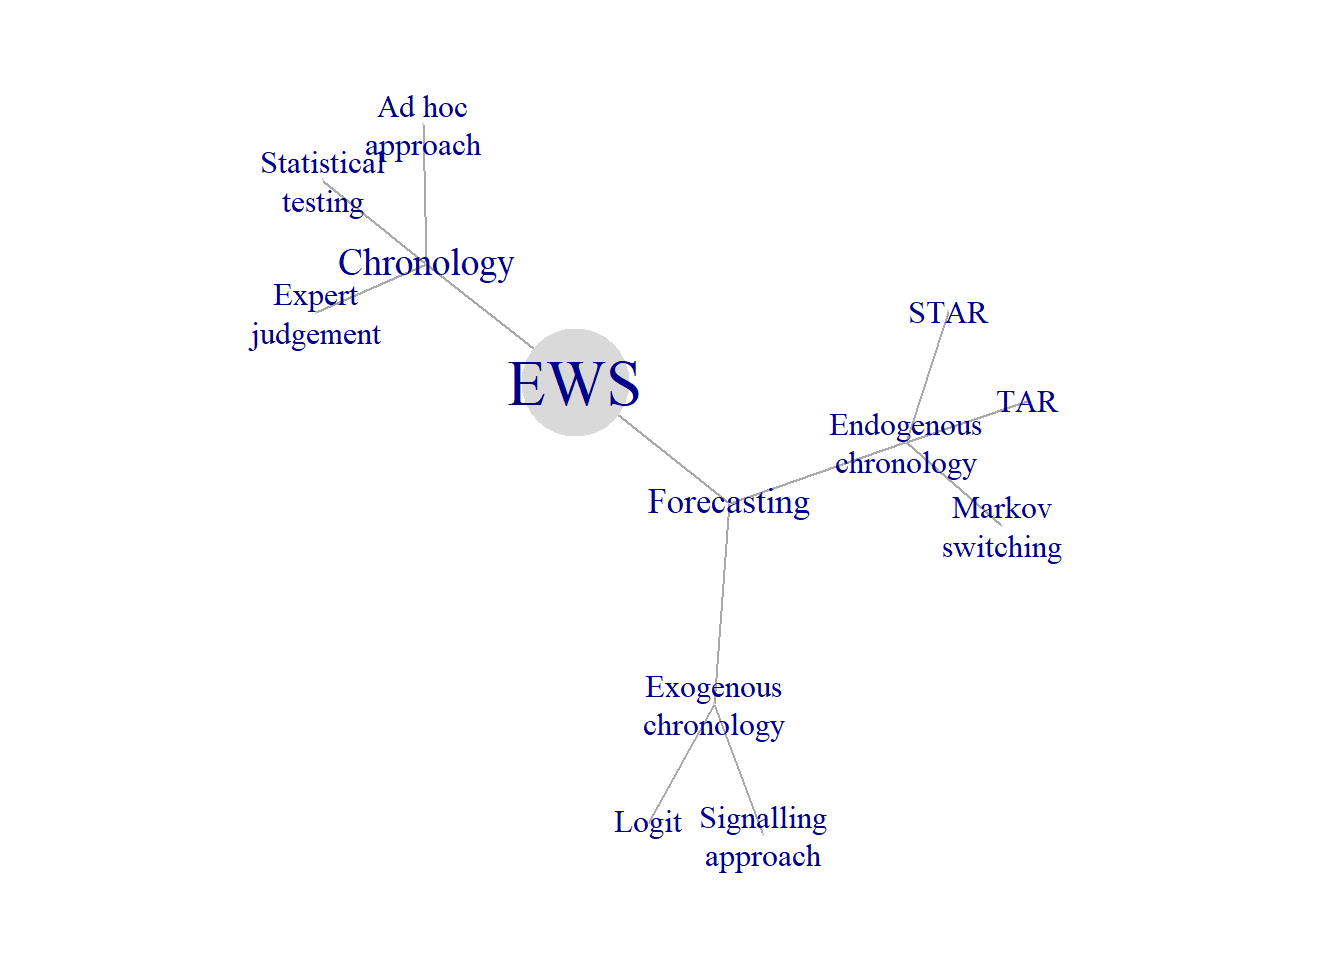 Ad hoc
approach
Statistical
testing
Chronology
Expert
judgement
EWS
STAR
TAR
Endogenous
chronology
Forecasting
Markov
switching
Exogenous
chronology
Logit
Signalling
approach